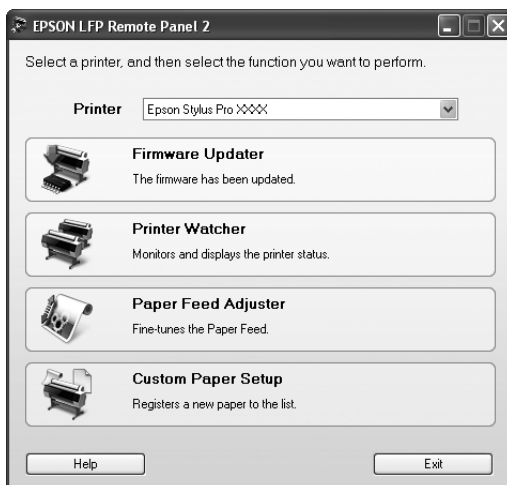 EPSON LFP Remote Panel 2
Select a printer, and then select the function you want to perform.
Printer Epson Stylus Pro XXXX
Firmware Updater
The firmware has been updated.
Printer Watcher
Monitors and displays the printer status.
Paper Feed Adjuster
Fine-tunes the Paper Feed.
Custom Paper Setup
Registers a new paper to the list.
Help Exit